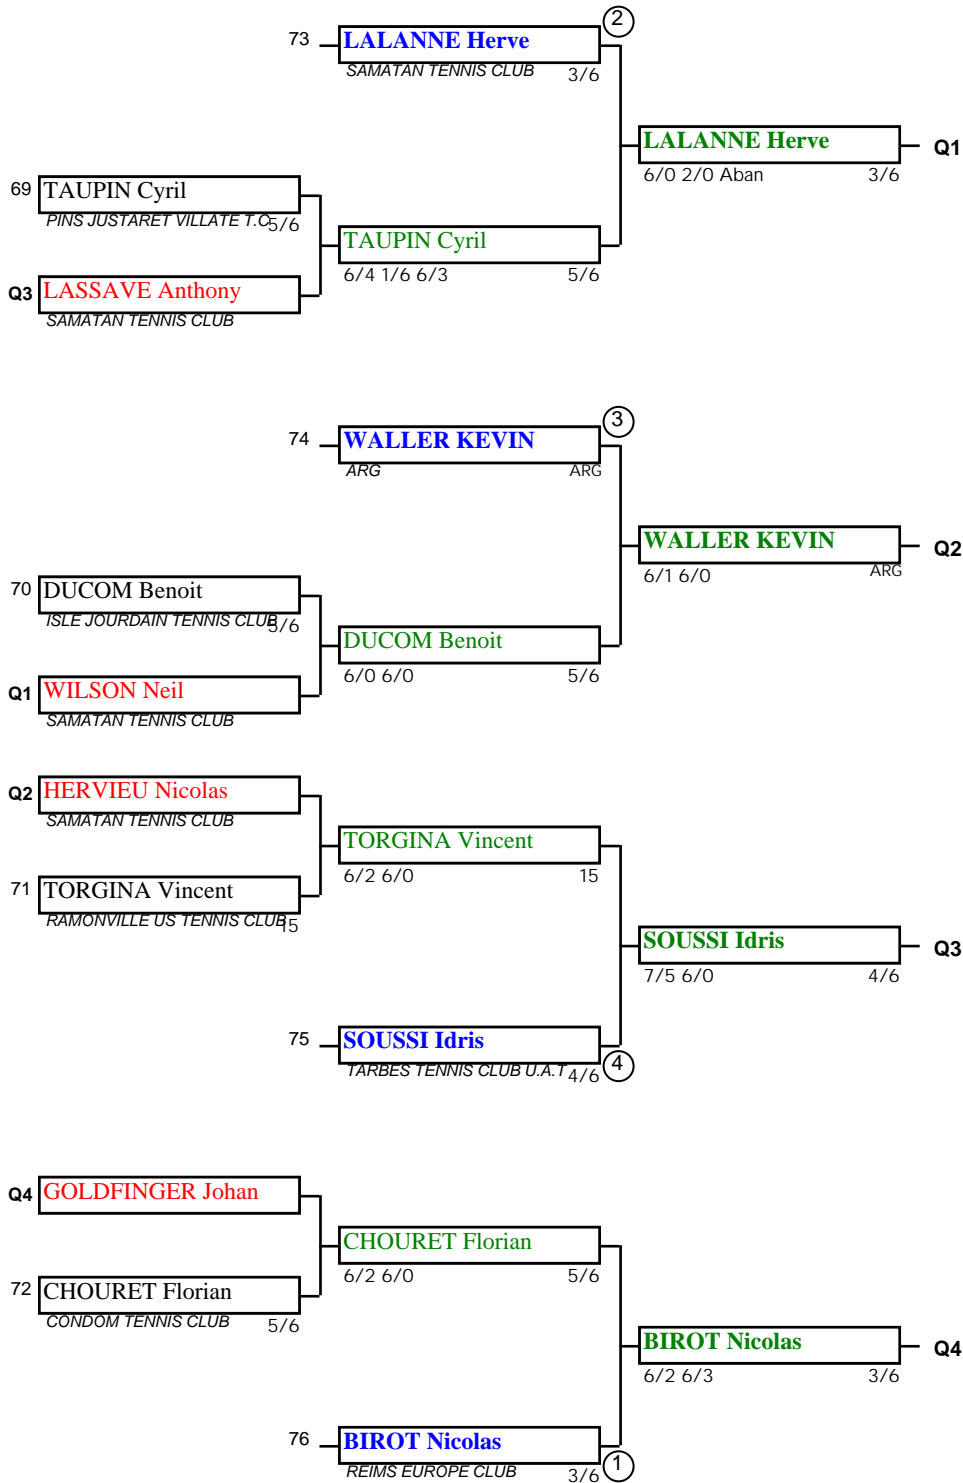 2
73 LALANNE Herve
SAMATAN TENNIS CLUB 3/6
LALANNE Herve Q1
6/0 2/0 Aban 3/6
69 TAUPIN Cyril
PINS JUSTARET VILLATE T.C 5/6
TAUPIN Cyril
6/4 1/6 6/3 5/6
Q3 LASSAVE Anthony
SAMATAN TENNIS CLUB
3
74 WALLER KEVIN
ARG ARG
WALLER KEVIN Q2
6/1 6/0 ARG
70 DUCOM Benoit
ISLE JOURDAIN TENNIS CLUB 5/6
DUCOM Benoit
6/0 6/0 5/6
Q1 WILSON Neil
SAMATAN TENNIS CLUB
Q2 HERVIEU Nicolas
SAMATAN TENNIS CLUB
TORGINA Vincent
6/2 6/0 15
71 TORGINA Vincent
RAMONVILLE US TENNIS CLUB 15
SOUSSI Idris Q3
7/5 6/0 4/6
75 SOUSSI Idris
TARBES TENNIS CLUB U.A.T 4/6
4
Q4 GOLDFINGER Johan
CHOURET Florian
6/2 6/0 5/6
72 CHOURET Florian
CONDOM TENNIS CLUB 5/6
BIROT Nicolas Q4
6/2 6/3 3/6
76 BIROT Nicolas
REIMS EUROPE CLUB 3/6
1